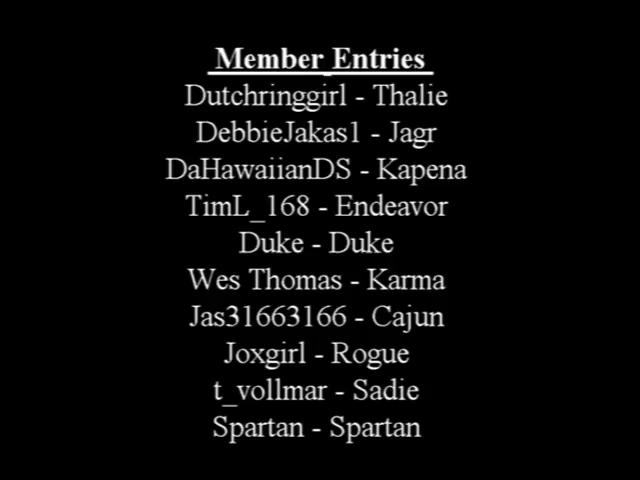 Member Entries
Dutchringgirl - Thalie
DebbieJakas1 - Jagr
DaHawaiianDS - Kapena
TimL_168 - Endeavor
Duke - Duke
Wes Thomas - Karma
Jas31663166 - Cajun
Joxgirl - Rogue
t_vollmar - Sadie
Spartan - Spartan